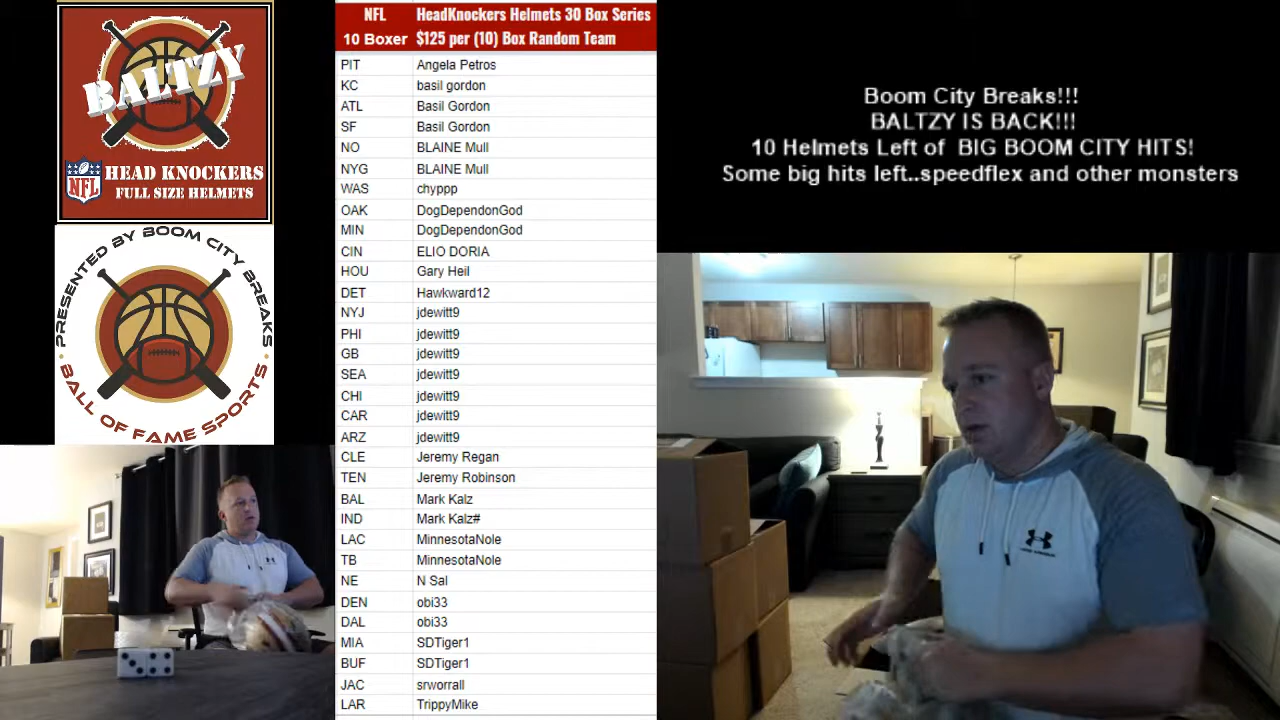 BALTZY
NFL
HEAD KNOCKERS
FULL SIZE HELMETS
PRESENTED BY BOOM CITY BREAKS
BALL OF FAME SPORTS
NFL HeadKnockers Helmets 30 Box Series
10 Boxer $125 per (10) Box Random Team
PIT Angela Petros
KC basil gordon
ATL Basil Gordon
SF Basil Gordon
NO BLAINE Mull
NYG BLAINE Mull
WAS chyppp
OAK DogDependonGod
MIN DogDependonGod
CIN ELIO DORIA
HOU Gary Heil
DET Hawkward12
NYJ jdewitt9
PHI jdewitt9
GB jdewitt9
SEA jdewitt9
CHI jdewitt9
CAR jdewitt9
ARZ jdewitt9
CLE Jeremy Regan
TEN Jeremy Robinson
BAL Mark Kalz
IND Mark Kalz#
LAC MinnesotaNole
TB MinnesotaNole
NE N Sal
DEN obi33
DAL obi33
MIA SDTiger1
BUF SDTiger1
JAC srworrall
LAR TrippyMike
Boom City Breaks!!!
BALTZY IS BACK!!!
10 Helmets Left of BIG BOOM CITY HITS!
Some big hits left..speedflex and other monsters